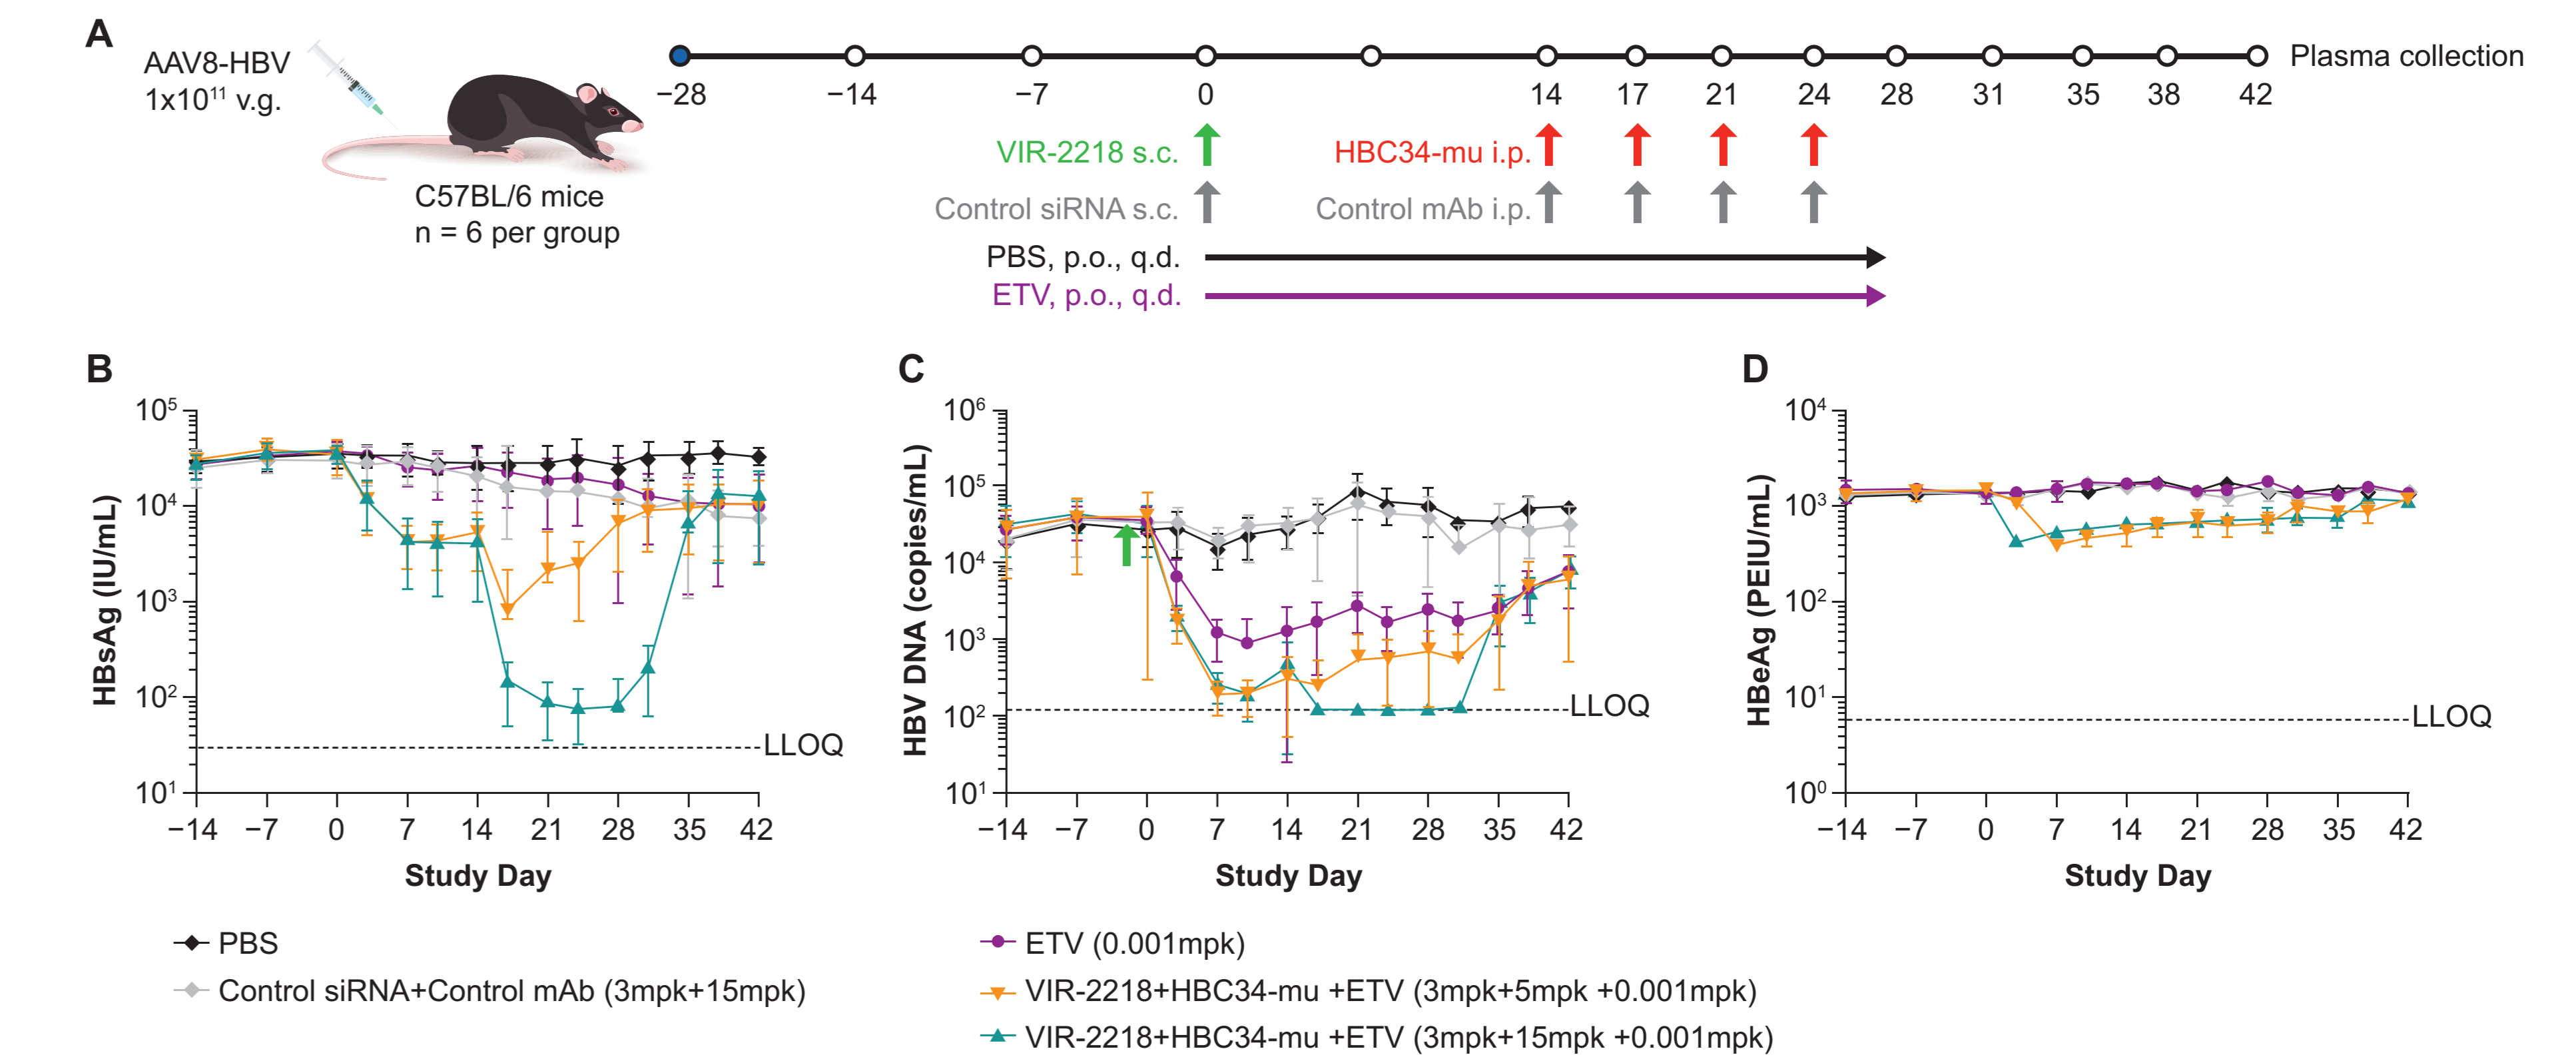 A
AAV8-HBV
1x10¹¹ v.g.
C57BL/6 mice
n = 6 per group
Plasma collection
−28 −14 −7 0 14 17 21 24 28 31 35 38 42
VIR-2218 s.c. HBC34-mu i.p.
Control siRNA s.c. Control mAb i.p.
PBS, p.o., q.d.
ETV, p.o., q.d.
B
HBsAg (IU/mL)
10⁵
10⁴
10³
10²
10¹
LLOQ
−14 −7 0 7 14 21 28 35 42
Study Day
C
HBV DNA (copies/mL)
10⁶
10⁵
10⁴
10³
10²
10¹
LLOQ
−14 −7 0 7 14 21 28 35 42
Study Day
D
HBeAg (PEIU/mL)
10⁴
10³
10²
10¹
10⁰
LLOQ
−14 −7 0 7 14 21 28 35 42
Study Day
PBS
Control siRNA+Control mAb (3mpk+15mpk)
ETV (0.001mpk)
VIR-2218+HBC34-mu +ETV (3mpk+5mpk +0.001mpk)
VIR-2218+HBC34-mu +ETV (3mpk+15mpk +0.001mpk)